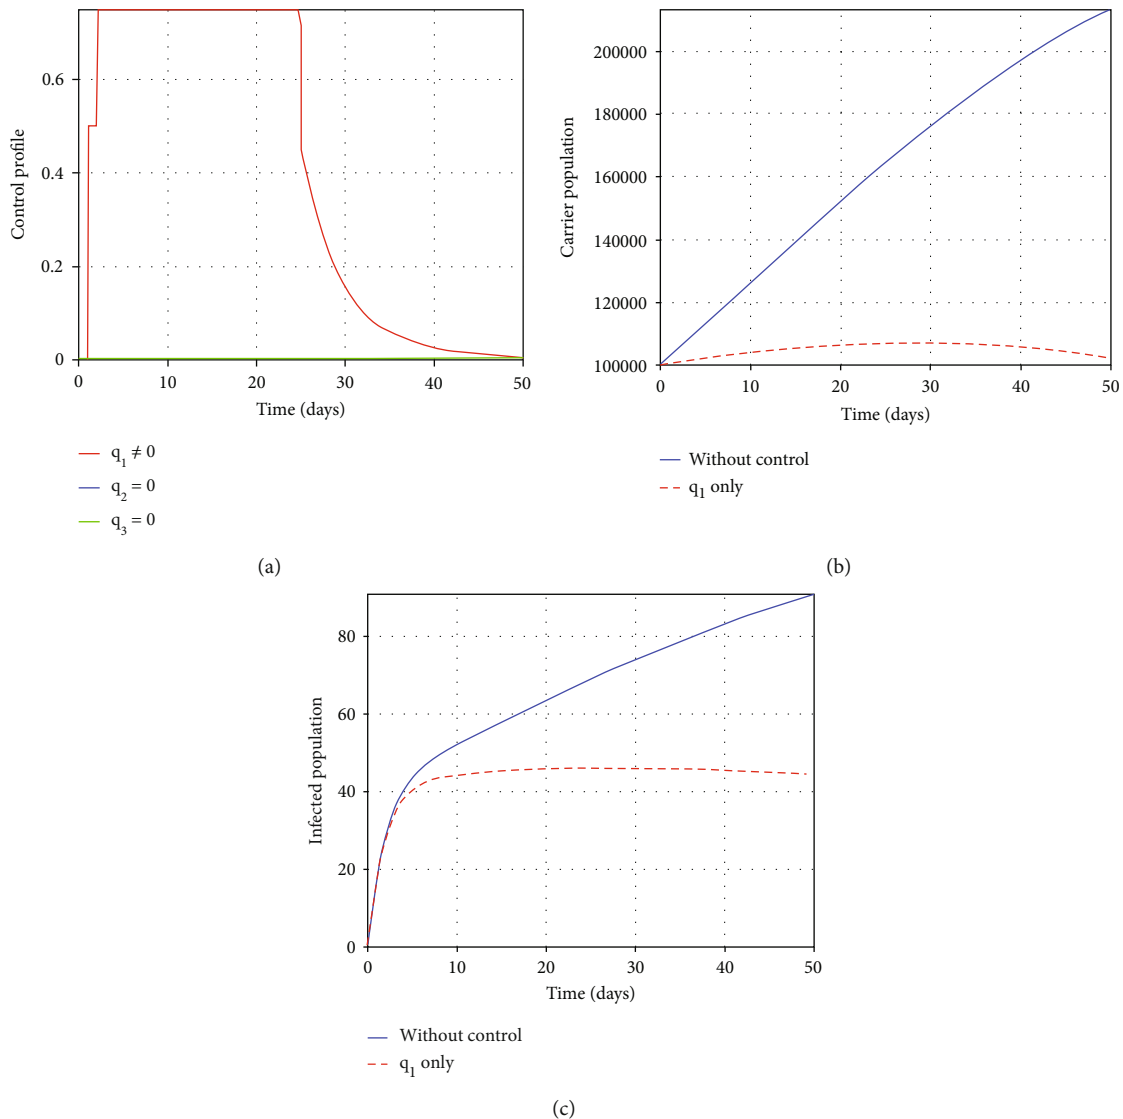 0.6
0.4
0.2
0
Control profile
0 10 20 30 40 50
Time (days)
q1 ≠ 0
q2 = 0
q3 = 0
(a)
200000
180000
160000
140000
120000
100000
Carrier population
0 10 20 30 40 50
Time (days)
Without control
q1 only
(b)
80
60
40
20
0
Infected population
0 10 20 30 40 50
Time (days)
Without control
q1 only
(c)